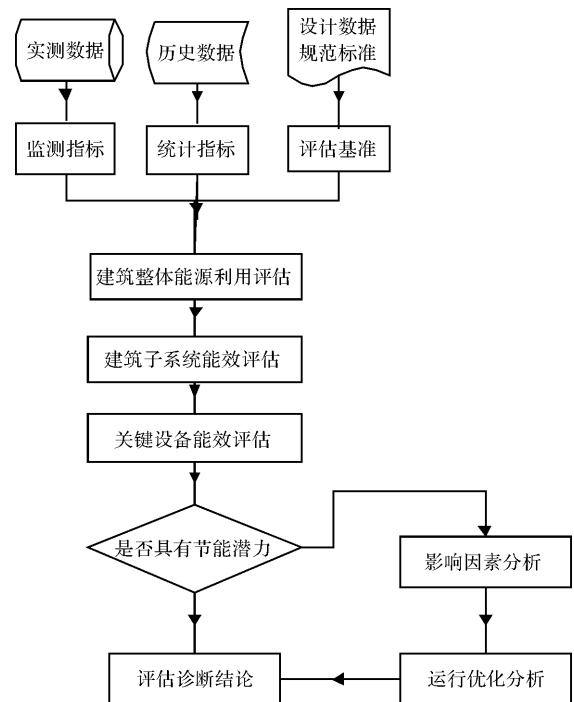 实测数据
历史数据
设计数据
规范标准
监测指标
统计指标
评估基准
建筑整体能源利用评估
建筑子系统能效评估
关键设备能效评估
是否具有节能潜力
影响因素分析
评估诊断结论
运行优化分析